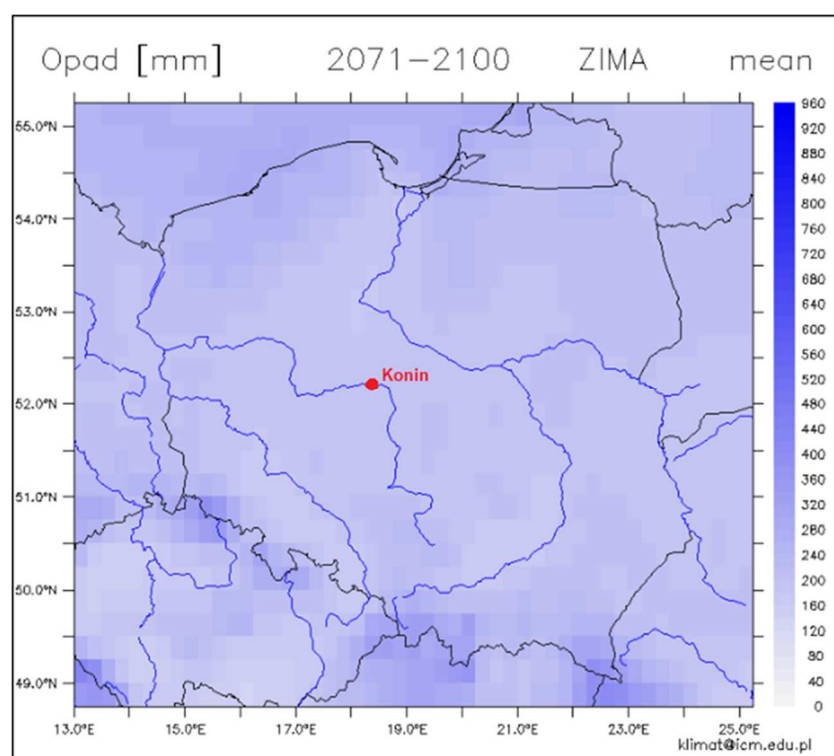 Opad [mm] 2071-2100 ZIMA mean
55.0°N
54.0°N
53.0°N
52.0°N
51.0°N
50.0°N
49.0°N
Konin
13.0°E 15.0°E 17.0°E 19.0°E 21.0°E 23.0°E 25.0°E
960
920
880
840
800
760
720
680
640
600
560
520
480
440
400
360
320
280
240
200
160
120
80
40
0
klimat@icm.edu.pl